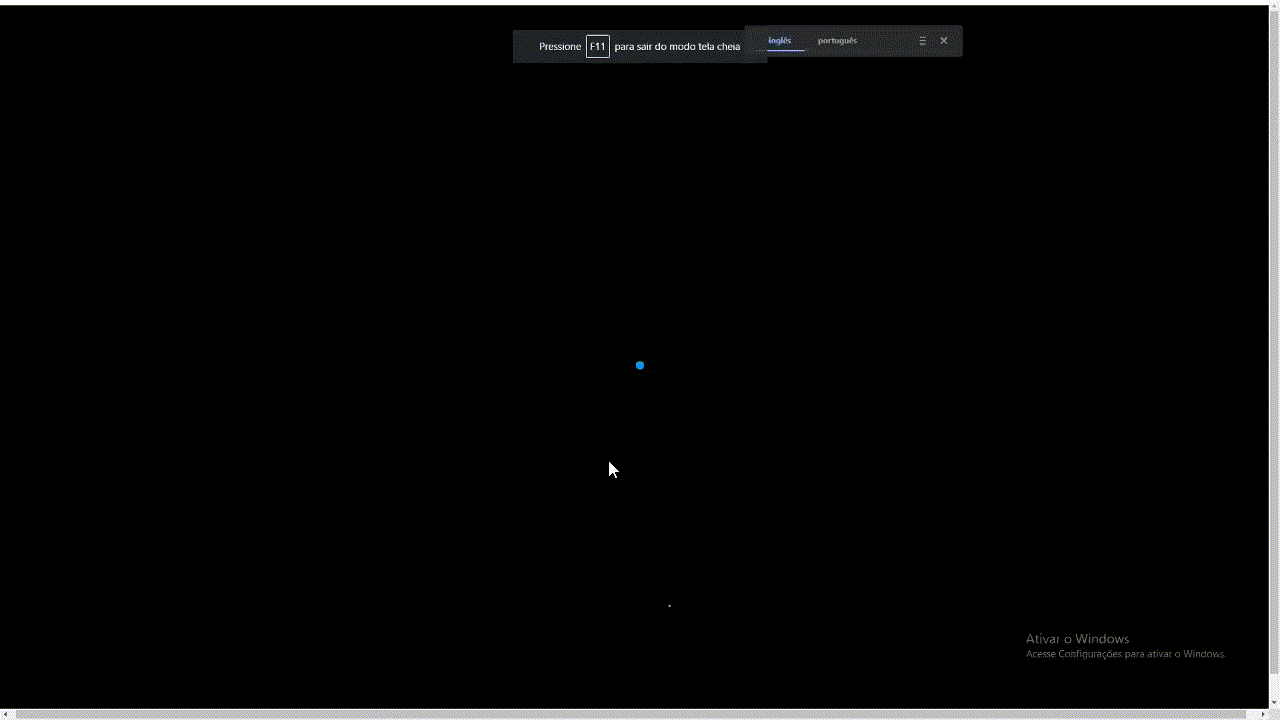 Pressione F11 para sair do modo tela cheia
inglês português
Ativar o Windows
Acesse Configurações para ativar o Windows.